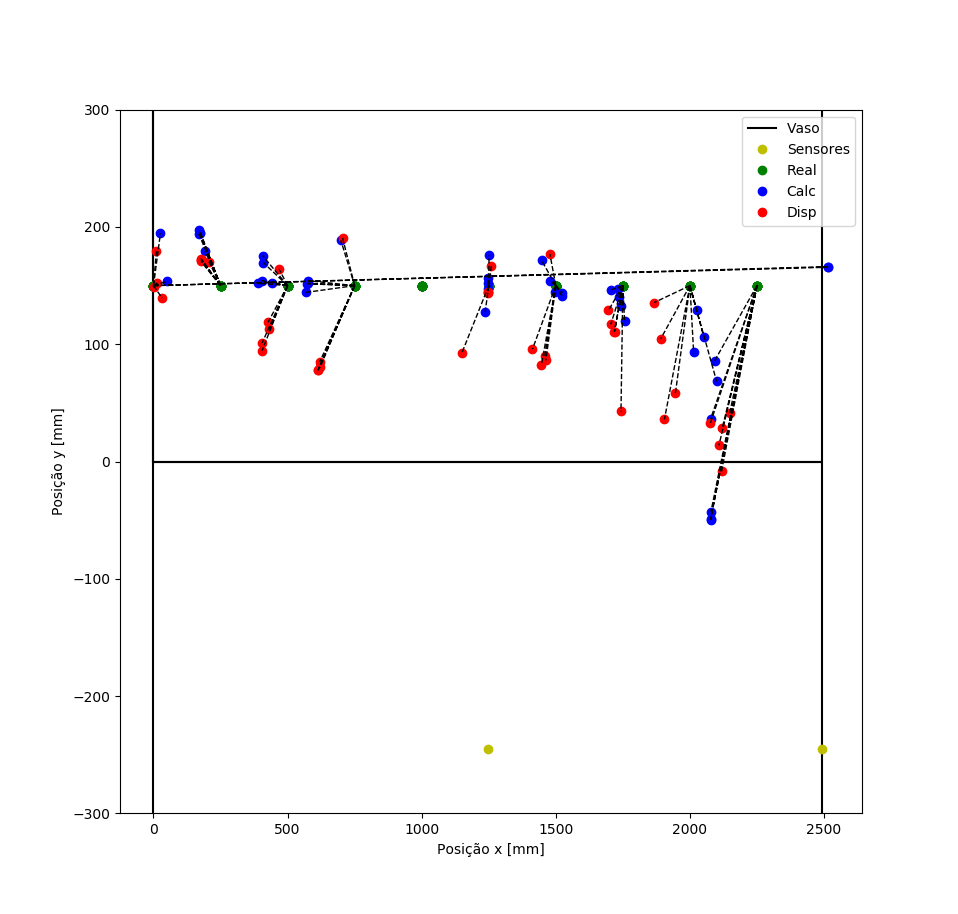 300
200
100
0
−100
−200
−300
Posição y [mm]
0 500 1000 1500 2000 2500
Posição x [mm]
Vaso
Sensores
Real
Calc
Disp